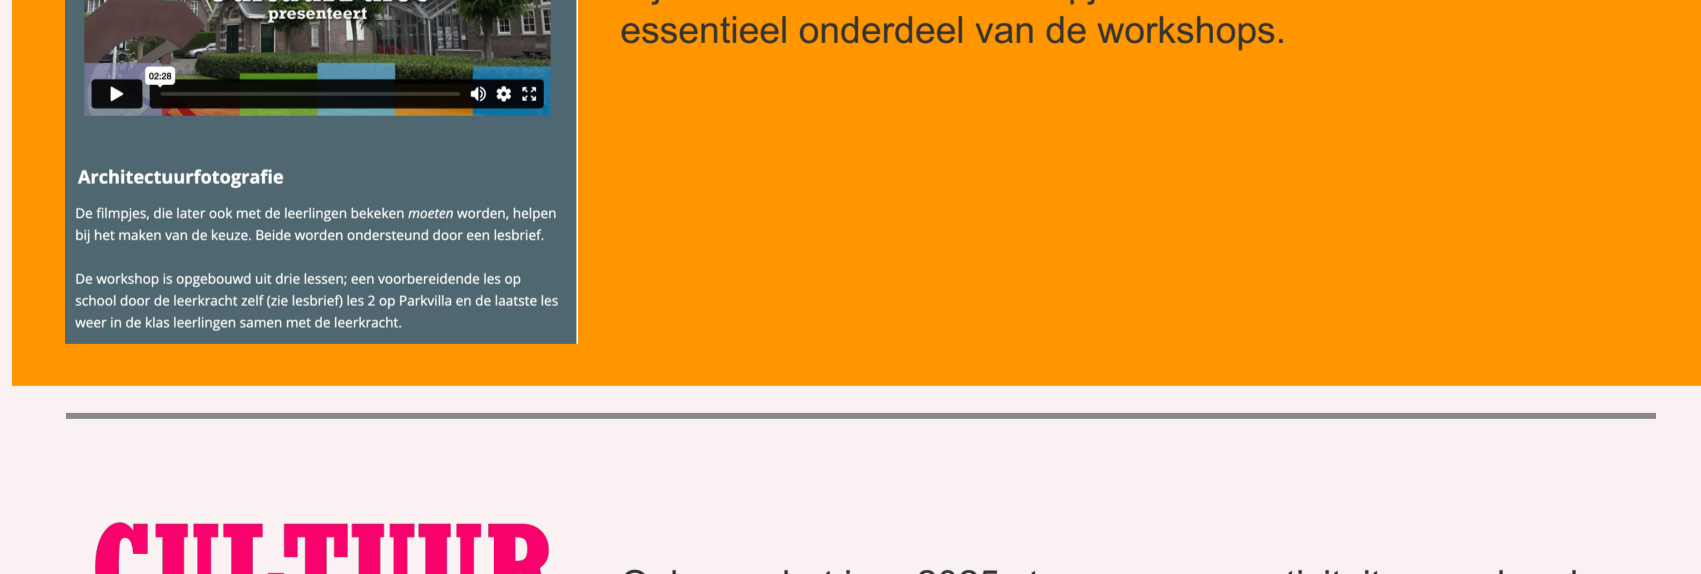 presenteert
essentieel onderdeel van de workshops.
02:28
Architectuurfotografie
De filmpjes, die later ook met de leerlingen bekeken moeten worden, helpen
bij het maken van de keuze. Beide worden ondersteund door een lesbrief.
De workshop is opgebouwd uit drie lessen; een voorbereidende les op
school door de leerkracht zelf (zie lesbrief) les 2 op Parkvilla en de laatste les
weer in de klas leerlingen samen met de leerkracht.
CULTUUR